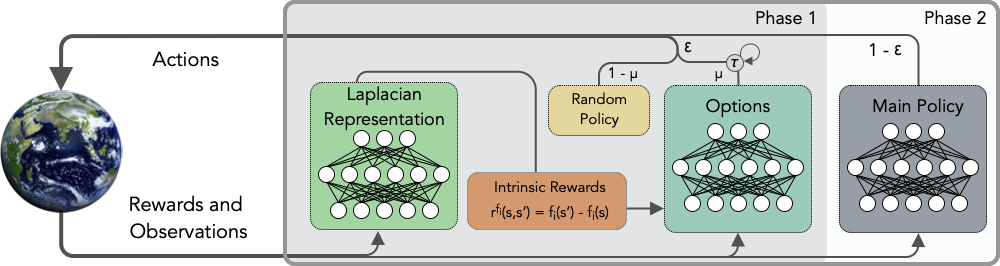 Phase 1
Phase 2
Actions
ε
1 - ε
1 - μ
μ
τ
Laplacian
Representation
Random
Policy
Options
Main Policy
Intrinsic Rewards
r^{f_i}(s,s') = f_i(s') - f_i(s)
Rewards and
Observations